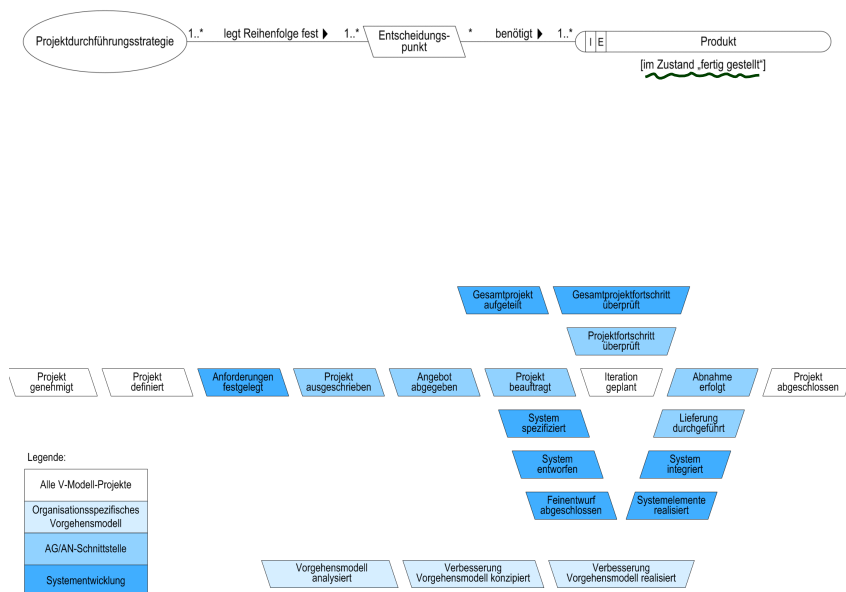 Projektdurchführungsstrategie 1..* legt Reihenfolge fest 1..* Entscheidungs- * benötigt 1..* I E Produkt
punkt
[im Zustand „fertig gestellt“]
Gesamtprojekt Gesamtprojektfortschritt
aufgeteilt überprüft
Projektfortschritt
überprüft
Projekt Projekt Anforderungen Projekt Angebot Projekt Iteration Abnahme Projekt
genehmigt definiert festgelegt ausgeschrieben abgegeben beauftragt geplant erfolgt abgeschlossen
System Lieferung
spezifiziert durchgeführt
System System
entworfen integriert
Feinentwurf Systemelemente
abgeschlossen realisiert
Legende:
Alle V-Modell-Projekte
Organisationsspezifisches
Vorgehensmodell
AG/AN-Schnittstelle
Systementwicklung
Vorgehensmodell Verbesserung Verbesserung
analysiert Vorgehensmodell konzipiert Vorgehensmodell realisiert